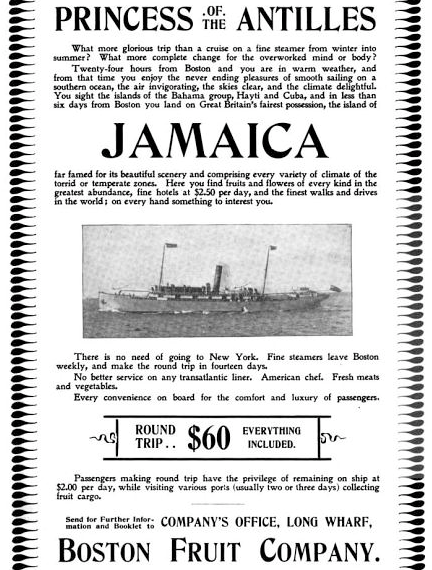 PRINCESS OF THE ANTILLES
What more glorious trip than a cruise on a fine steamer from winter into
summer? What more complete change for the overworked mind or body?
Twenty-four hours from Boston and you are in warm weather, and
from that time you enjoy the never ending pleasures of smooth sailing on a
southern ocean, the air invigorating, the skies clear, and the climate delightful.
You sight the islands of the Bahama group, Hayti and Cuba, and in less than
six days from Boston you land on Great Britain's fairest possession, the island of
JAMAICA
far famed for its beautiful scenery and comprising every variety of climate of the
torrid or temperate zones. Here you find fruits and flowers of every kind in the
greatest abundance, fine hotels at $2.50 per day, and the finest walks and drives
in the world; on every hand something to interest you.
There is no need of going to New York. Fine steamers leave Boston
weekly, and make the round trip in fourteen days.
No better service on any transatlantic liner. American chef. Fresh meats
and vegetables.
Every convenience on board for the comfort and luxury of passengers.
ROUND TRIP.. $60 EVERYTHING INCLUDED.
Passengers making round trip have the privilege of remaining on ship at
$2.00 per day, while visiting various ports (usually two or three days) collecting
fruit cargo.
Send for Further Infor-
mation and Booklet to COMPANY'S OFFICE, LONG WHARF,
BOSTON FRUIT COMPANY.